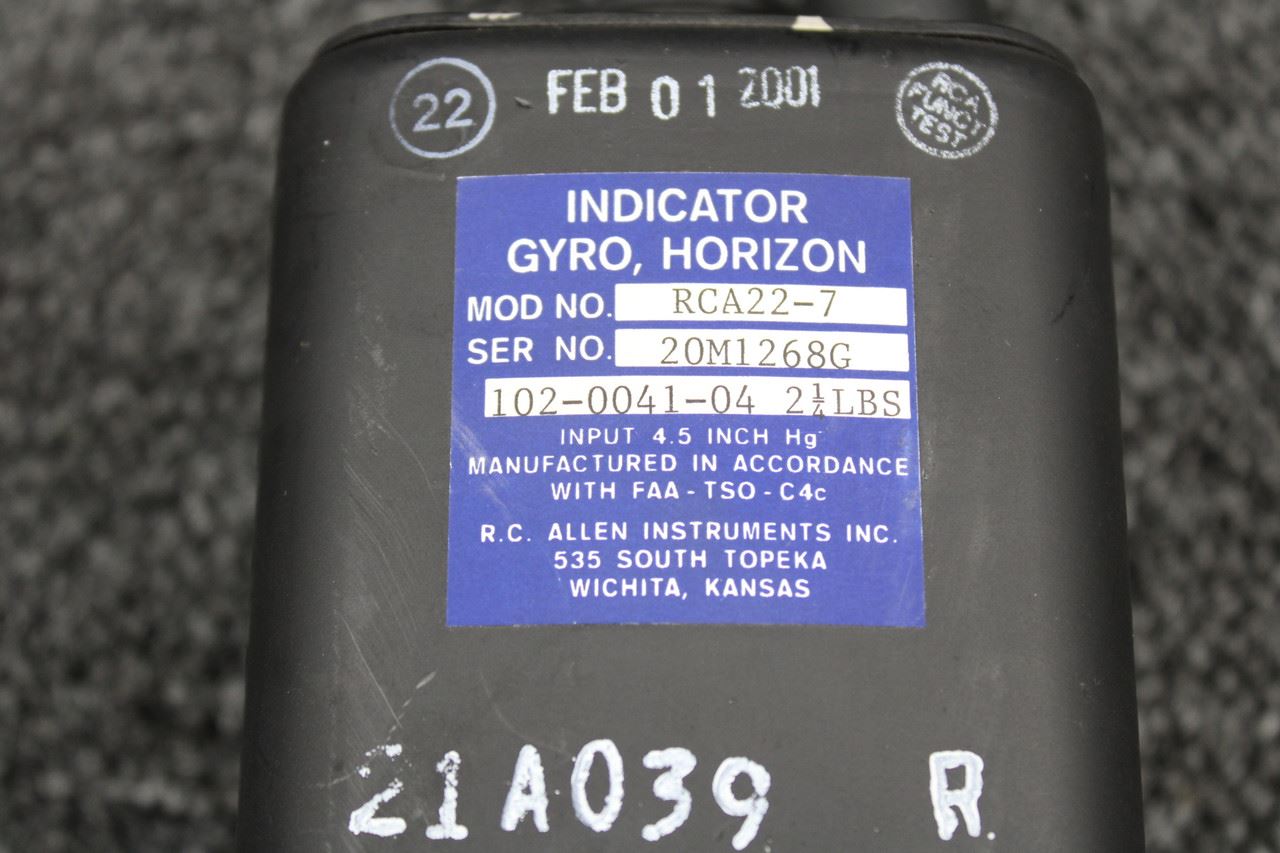 22 FEB 01 2001
RCA
FUNCT
TEST
INDICATOR
GYRO, HORIZON
MOD NO. RCA22-7
SER NO. 20M1268G
102-0041-04 2¼LBS
INPUT 4.5 INCH Hg
MANUFACTURED IN ACCORDANCE
WITH FAA - TSO - C4c
R.C. ALLEN INSTRUMENTS INC.
535 SOUTH TOPEKA
WICHITA, KANSAS
21A039 R.